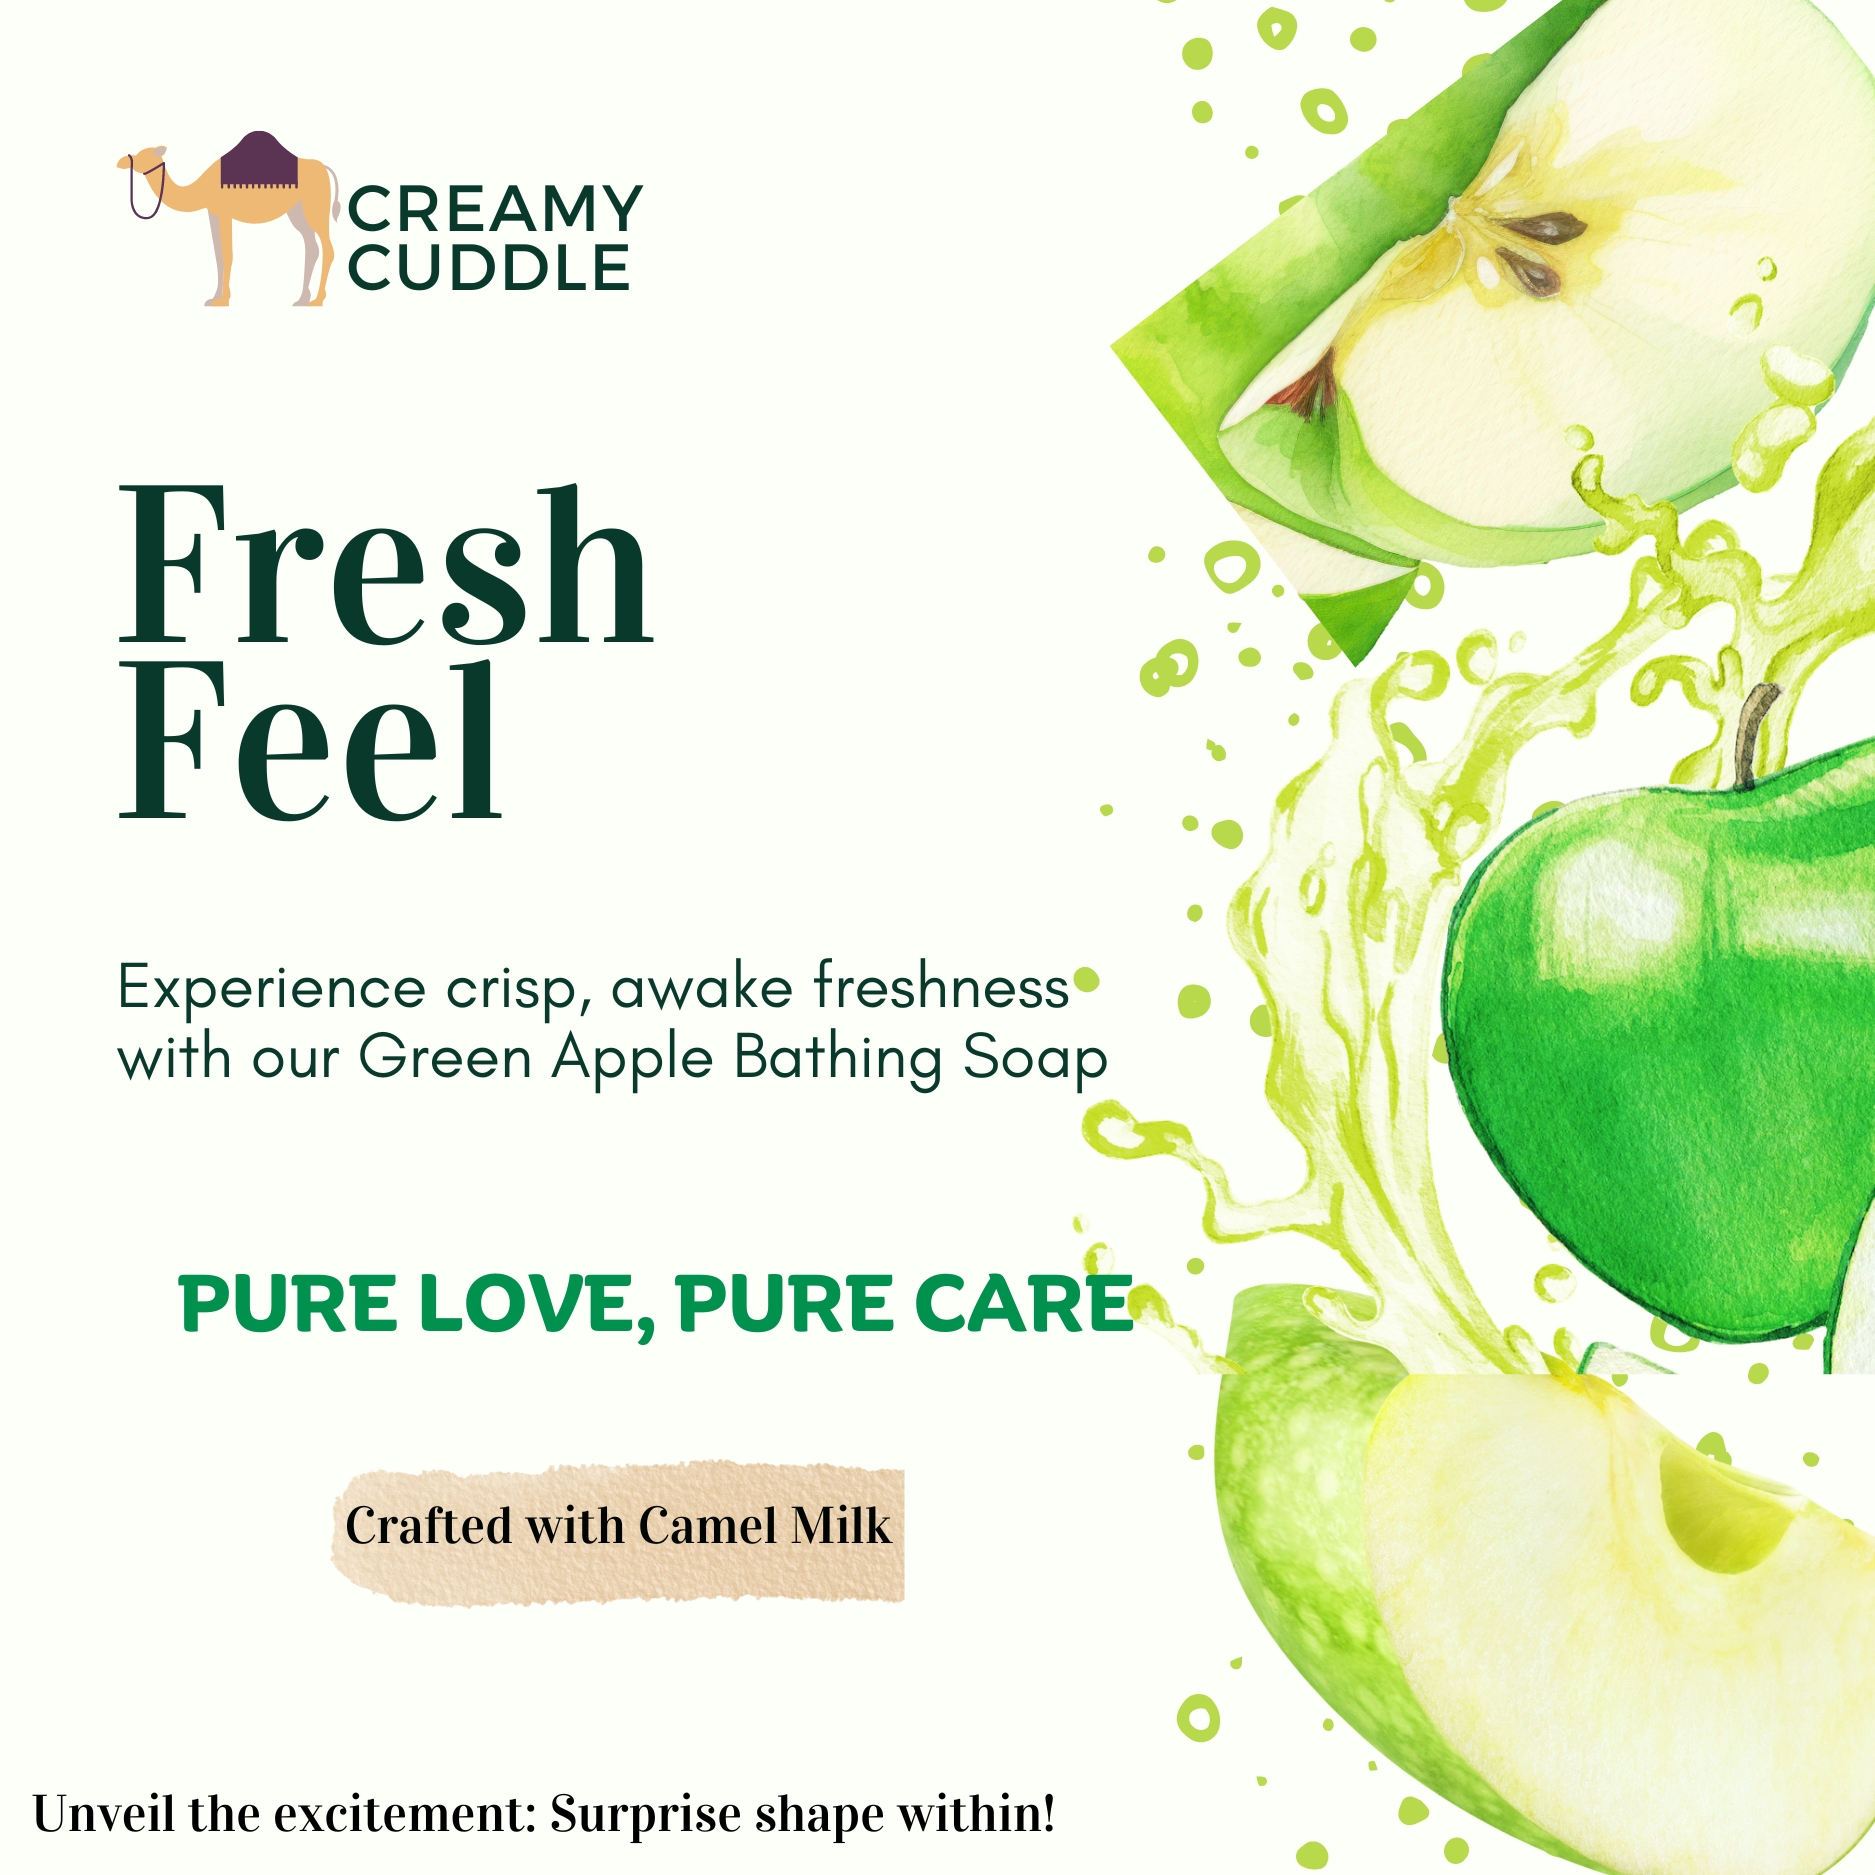 CREAMY
CUDDLE
Fresh
Feel
Experience crisp, awake freshness
with our Green Apple Bathing Soap
PURE LOVE, PURE CARE
Crafted with Camel Milk
Unveil the excitement: Surprise shape within!